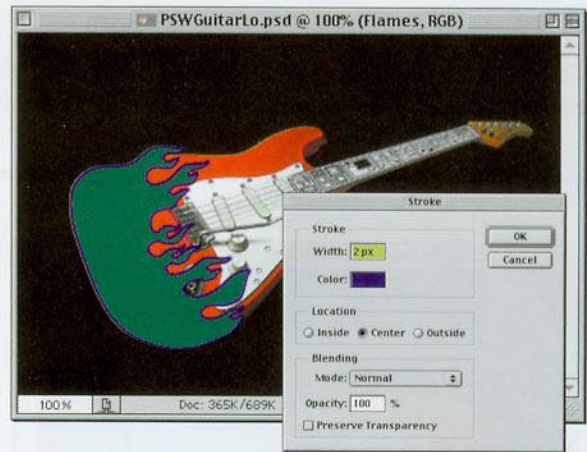 PSWGuitarLo.psd @ 100% (Flames, RGB)
Stroke
Stroke
Width: 2 px
Color:
OK
Cancel
Location
Inside Center Outside
Blending
Mode: Normal
Opacity: 100 %
Preserve Transparency
100% Doc: 365K/689K